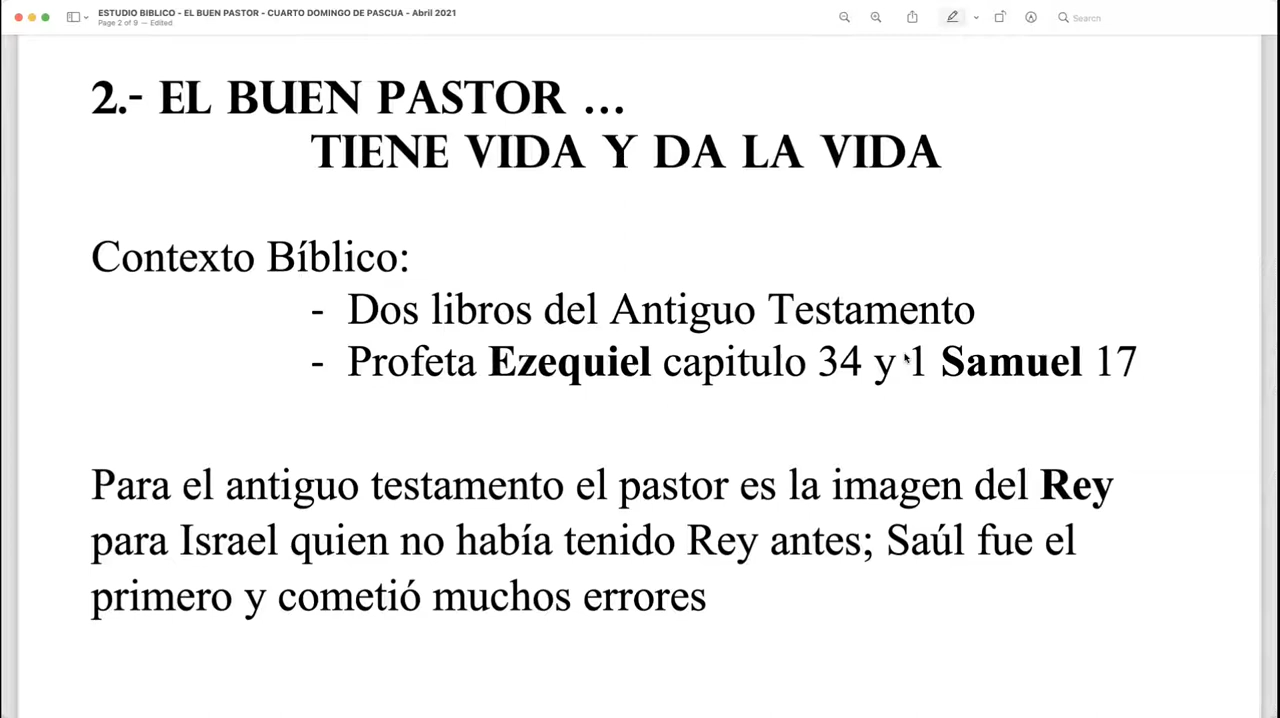 ESTUDIO BIBLICO - EL BUEN PASTOR - CUARTO DOMINGO DE PASCUA - Abril 2021
Page 2 of 9 — Edited
Search
2.- EL BUEN PASTOR ...
TIENE VIDA Y DA LA VIDA
Contexto Bíblico:
- Dos libros del Antiguo Testamento
- Profeta Ezequiel capitulo 34 y 1 Samuel 17
Para el antiguo testamento el pastor es la imagen del Rey
para Israel quien no había tenido Rey antes; Saúl fue el
primero y cometió muchos errores